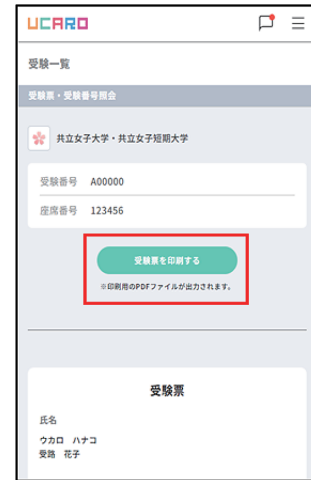 UCARO
受験一覧
受験票・受験番号照会
共立女子大学・共立女子短期大学
受験番号 A00000
座席番号 123456
受験票を印刷する
※印刷用のPDFファイルが出力されます。
受験票
氏名
ウカロ ハナコ
受路 花子